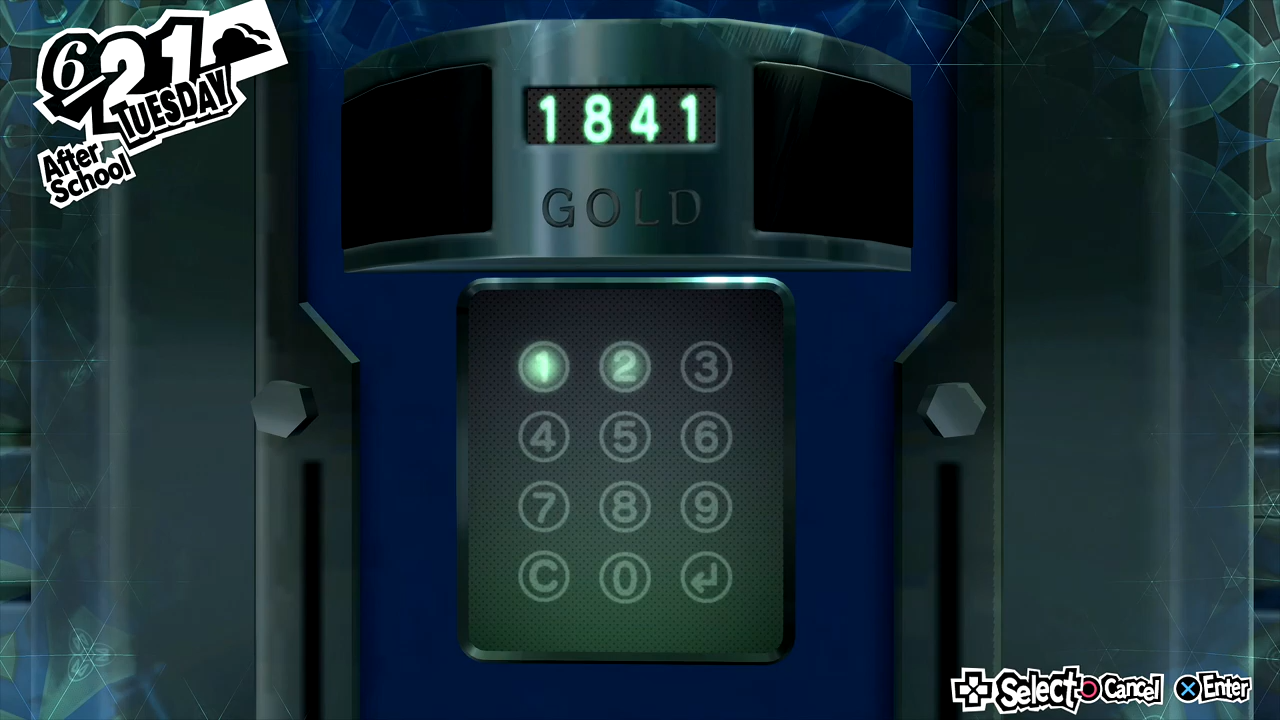 6/21
TUESDAY
After
School
1841
GOLD
1 2 3
4 5 6
7 8 9
C 0 ↵
Select Cancel Enter